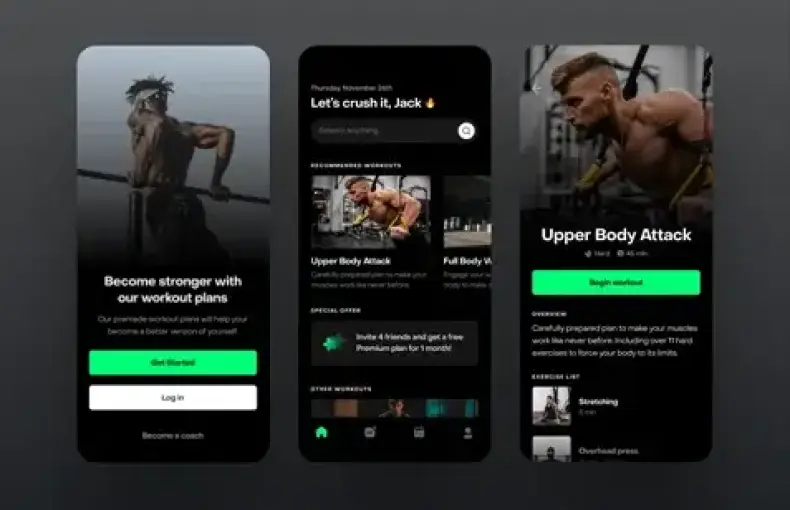 Become stronger with
our workout plans
Our premade workout plans will help your
become a better version of yourself
Get Started
Log in
Become a coach
Thursday November 26th
Let's crush it, Jack 🔥
Search anything
RECOMMENDED WORKOUTS
Upper Body Attack
Carefully prepared plan to make your
muscles work like never before.
Full Body W
Engage your
body to make
SPECIAL OFFER
Invite 4 friends and get a free
Premium plan for 1 month!
OTHER WORKOUTS
Upper Body Attack
Hard
45 min
Begin workout
OVERVIEW
Carefully prepared plan to make your muscles
work like never before. Including over 11 hard
exercises to force your body to its limits.
EXERCISE LIST
Stretching
5 min
Overhead press